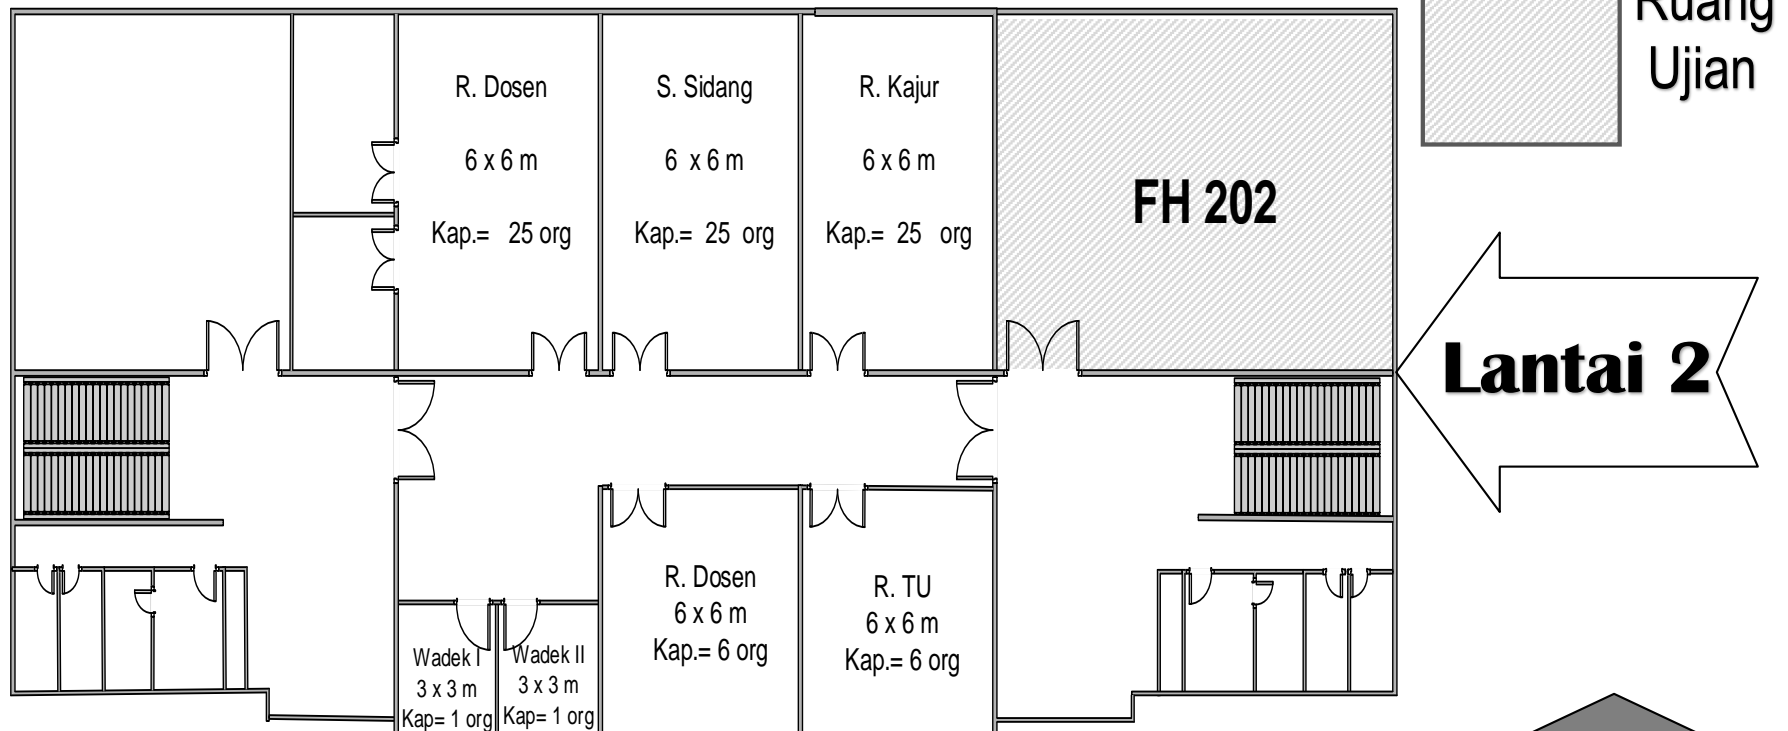 Ruang
Ujian
R. Dosen
6 x 6 m
Kap.= 25 org
S. Sidang
6 x 6 m
Kap.= 25 org
R. Kajur
6 x 6 m
Kap.= 25 org
FH 202
Lantai 2
R. Dosen
6 x 6 m
Kap.= 6 org
R. TU
6 x 6 m
Kap.= 6 org
Wadek I
3 x 3 m
Kap= 1 org
Wadek II
3 x 3 m
Kap= 1 org